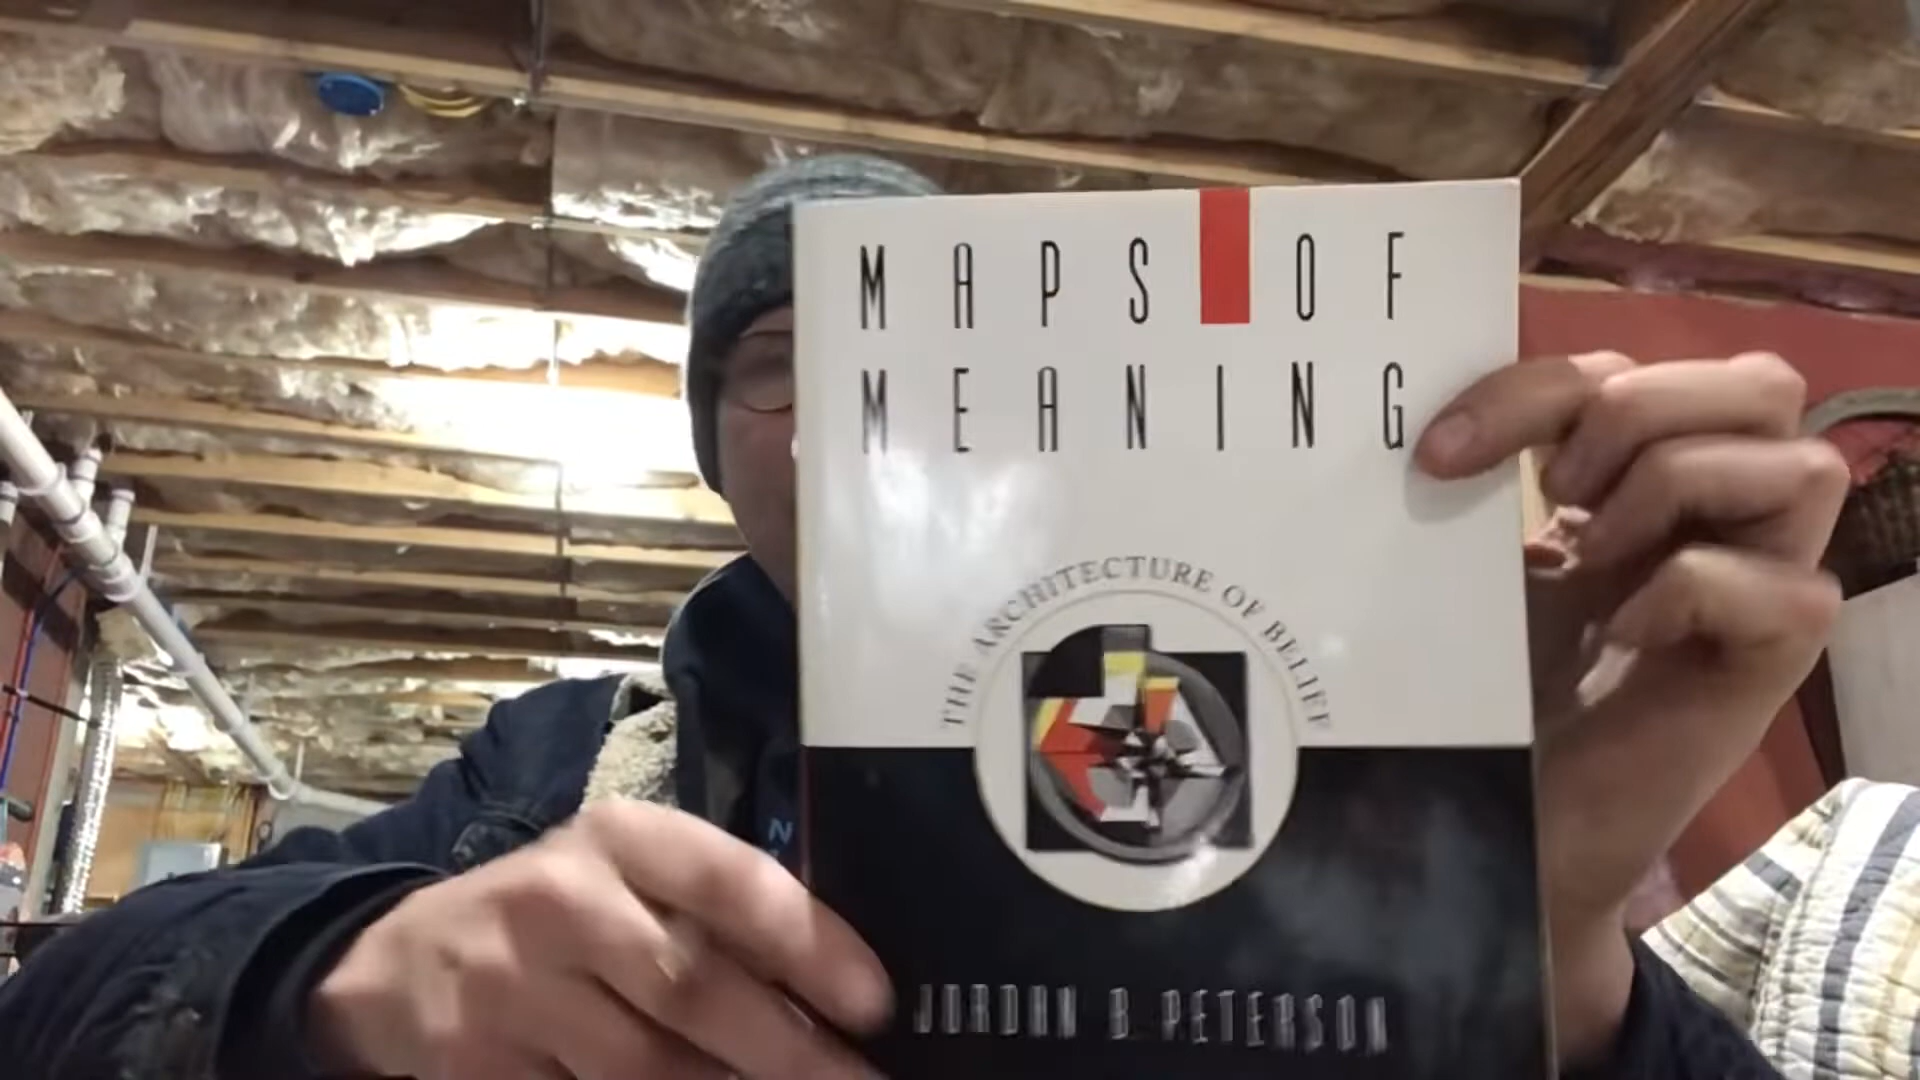 MAPS OF
MEANING
THE ARCHITECTURE OF BELIEF
JORDAN B. PETERSON
N